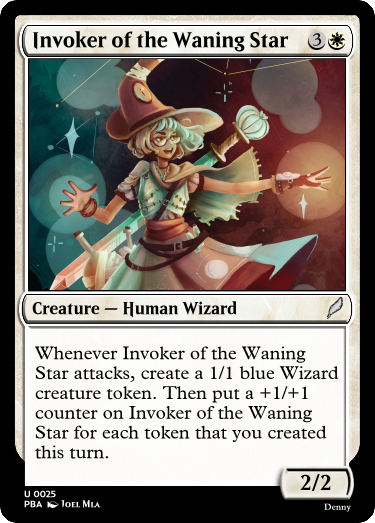 Invoker of the Waning Star 3
Creature — Human Wizard
Whenever Invoker of the Waning
Star attacks, create a 1/1 blue Wizard
creature token. Then put a +1/+1
counter on Invoker of the Waning
Star for each token that you created
this turn.
2/2
U 0025
PBA Joel Mla
Denny